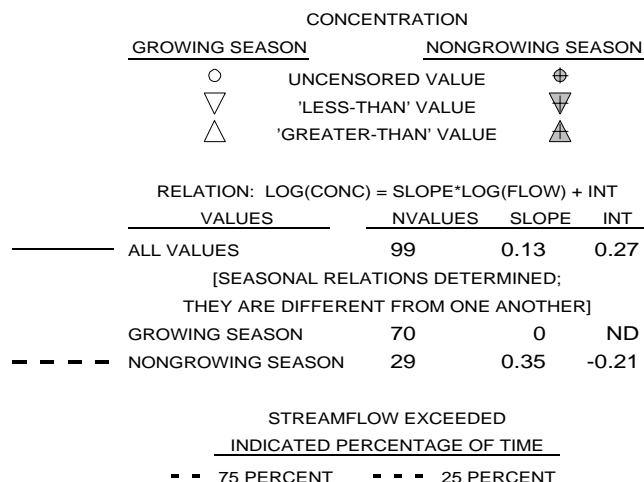 CONCENTRATION
GROWING SEASON NONGROWING SEASON
UNCENSORED VALUE
'LESS-THAN' VALUE
'GREATER-THAN' VALUE
RELATION: LOG(CONC) = SLOPE*LOG(FLOW) + INT
VALUES NVALUES SLOPE INT
ALL VALUES 99 0.13 0.27
[SEASONAL RELATIONS DETERMINED;
THEY ARE DIFFERENT FROM ONE ANOTHER]
GROWING SEASON 70 0 ND
NONGROWING SEASON 29 0.35 -0.21
STREAMFLOW EXCEEDED
INDICATED PERCENTAGE OF TIME
75 PERCENT 25 PERCENT